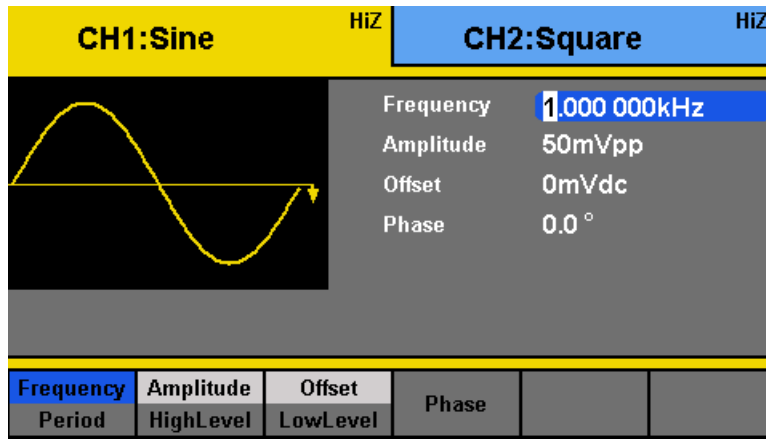 CH1:Sine HiZ CH2:Square HiZ
Frequency 1.000 000kHz
Amplitude 50mVpp
Offset 0mVdc
Phase 0.0 °
Frequency Amplitude Offset Phase
Period HighLevel LowLevel